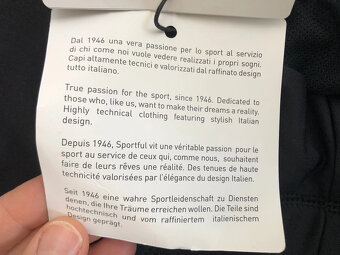 Dal 1946 una vera passione per lo sport al servizio
di chi come noi vuole vedere realizzati i propri sogni.
Capi altamente tecnici e valorizzati dal raffinato design
tutto italiano.
True passion for the sport, since 1946. Dedicated to
those who, like us, want to make their dreams a reality.
Highly technical clothing featuring stylish Italian
design.
Depuis 1946, Sportful vit une véritable passion pour le
sport au service de ceux qui, comme nous, souhaitent
faire de leurs rêves une réalité. Des tenues de haute
technicité valorisées par l'élégance du design Italien.
Seit 1946 eine wahre Sportleidenschaft zu Diensten
denen, die Ihre Träume erreichen wollen. Die Teile sind
hochtechnisch und vom raffiniertem italienischem
Design geprägt.